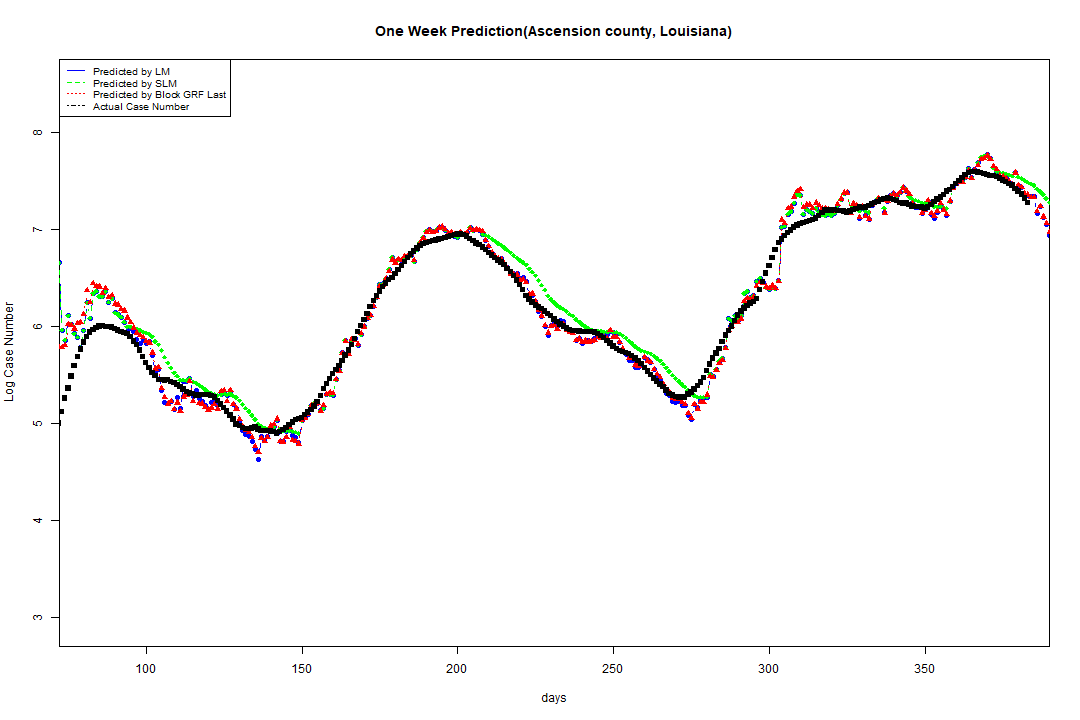 One Week Prediction(Ascension county, Louisiana)
Predicted by LM
Predicted by SLM
Predicted by Block GRF Last
Actual Case Number
8
7
6
5
4
3
Log Case Number
100 150 200 250 300 350
days